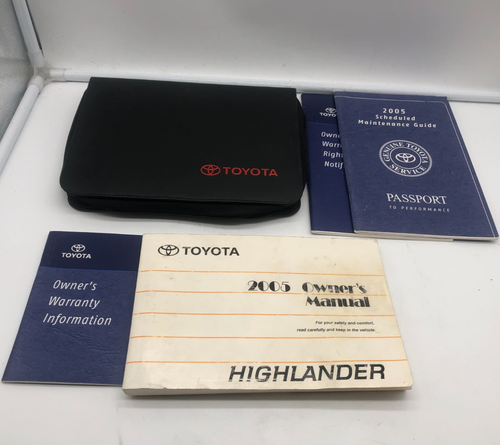 TOYOTA
TOYOTA
Owne
Warr
Righ
Notif
2005
Scheduled
Maintenance Guide
GENUINE TOYOTA
SERVICE
PASSPORT
TO PERFORMANCE
TOYOTA
Owner's
Warranty
Information
TOYOTA
2005 Owner's
Manual
For your safety and comfort,
read carefully and keep in the vehicle.
HIGHLANDER